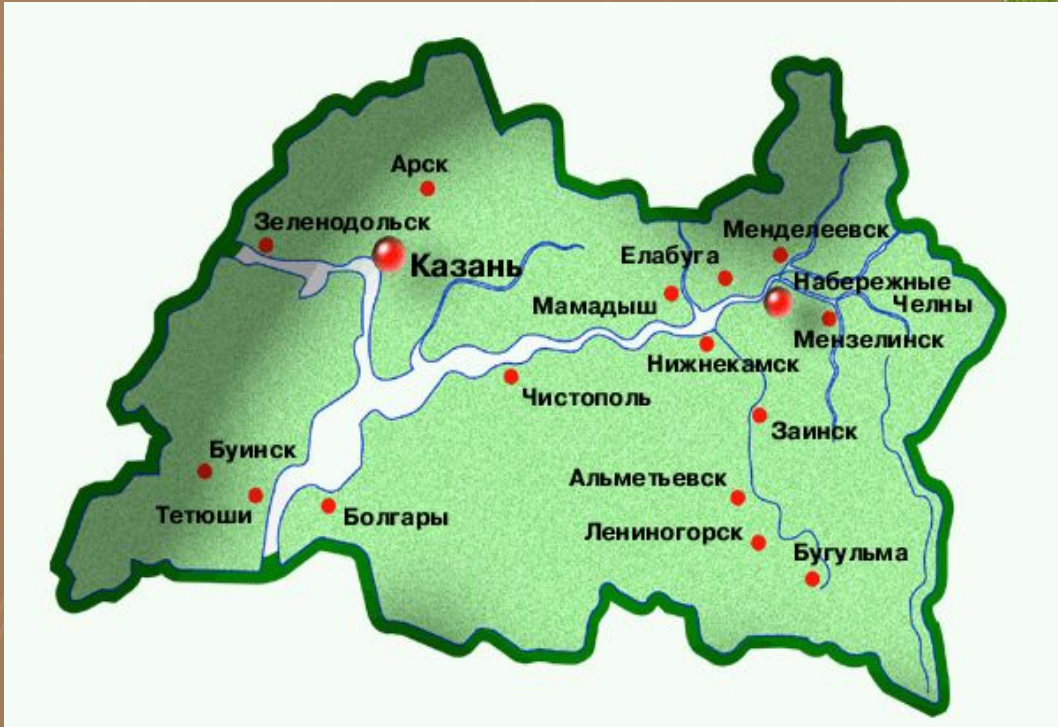 Арск
Зеленодольск
Казань
Менделеевск
Елабуга
Набережные
Челны
Мамадыш
Мензелинск
Нижнекамск
Чистополь
Заинск
Буинск
Альметьевск
Тетюши
Болгары
Лениногорск
Бугульма